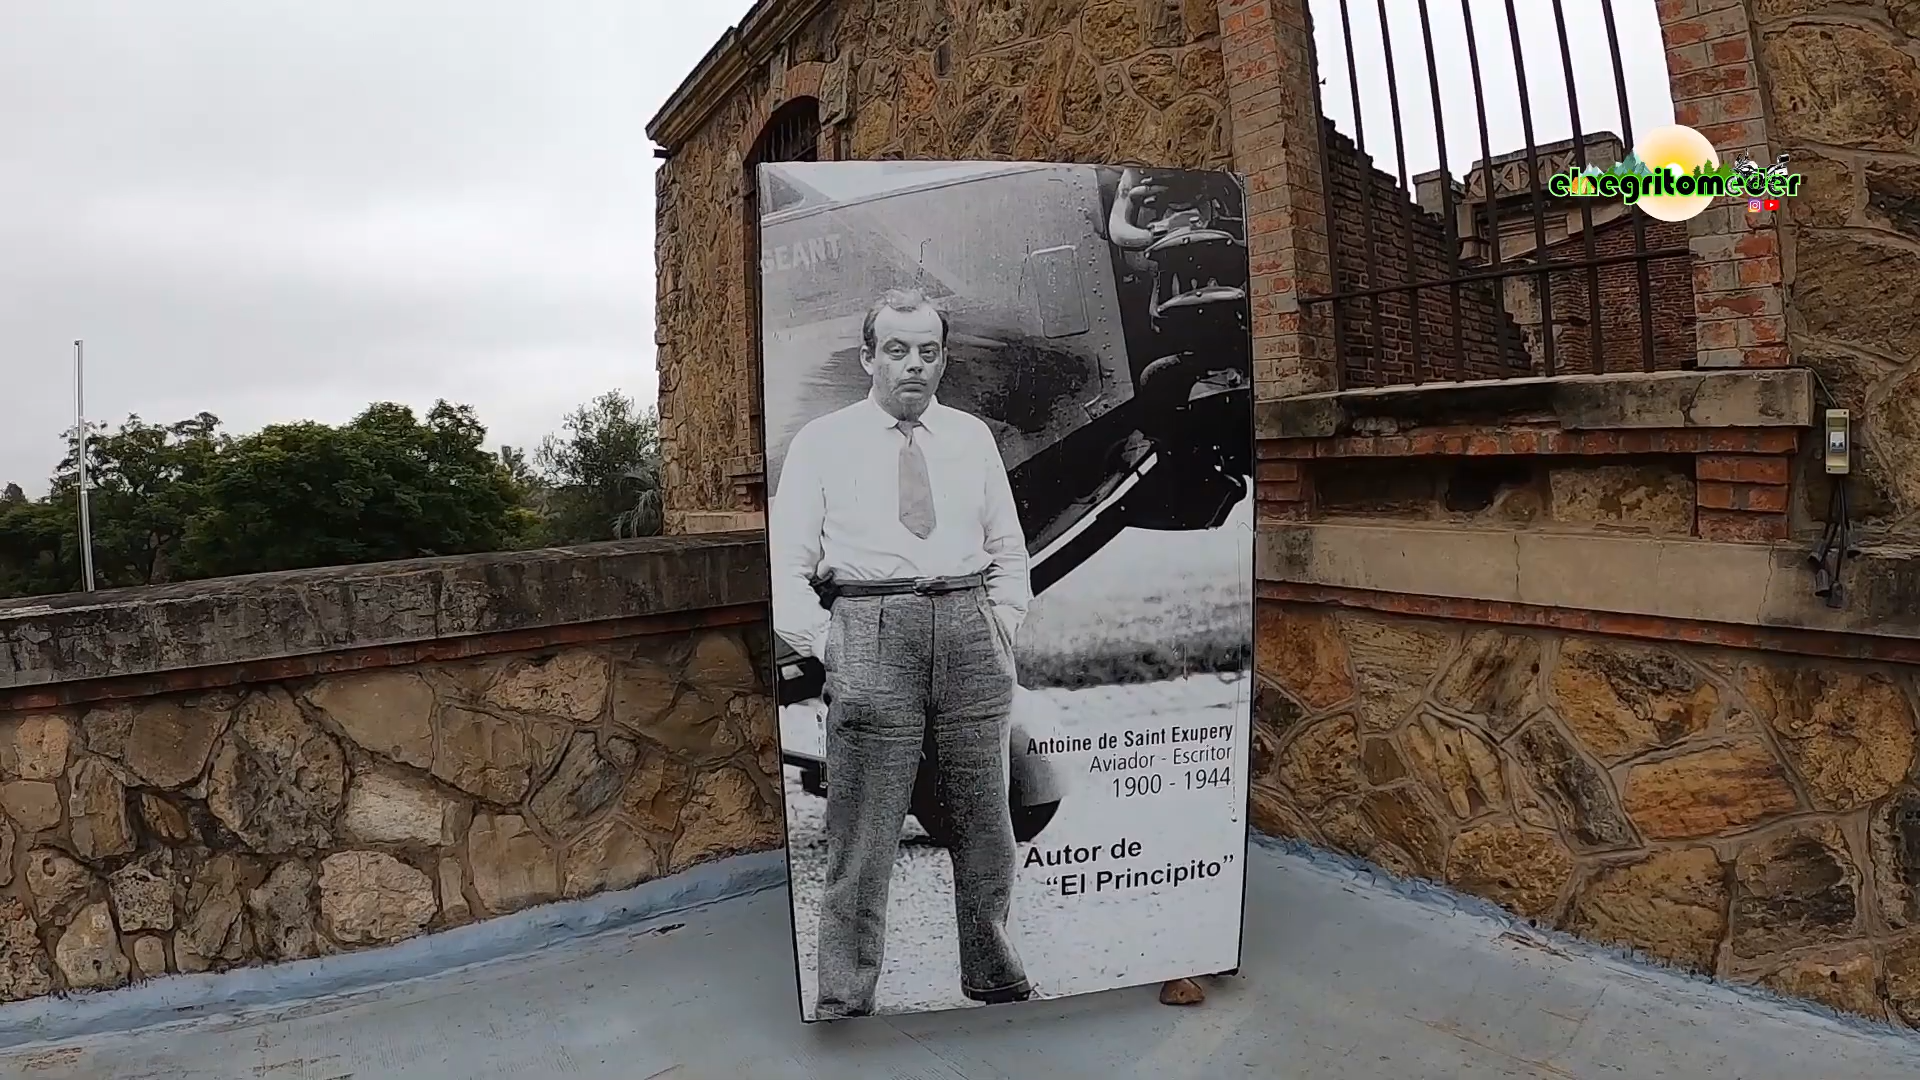 elnegritomeder
GEANT
Antoine de Saint Exupery
Aviador - Escritor
1900 - 1944
Autor de
“El Principito”